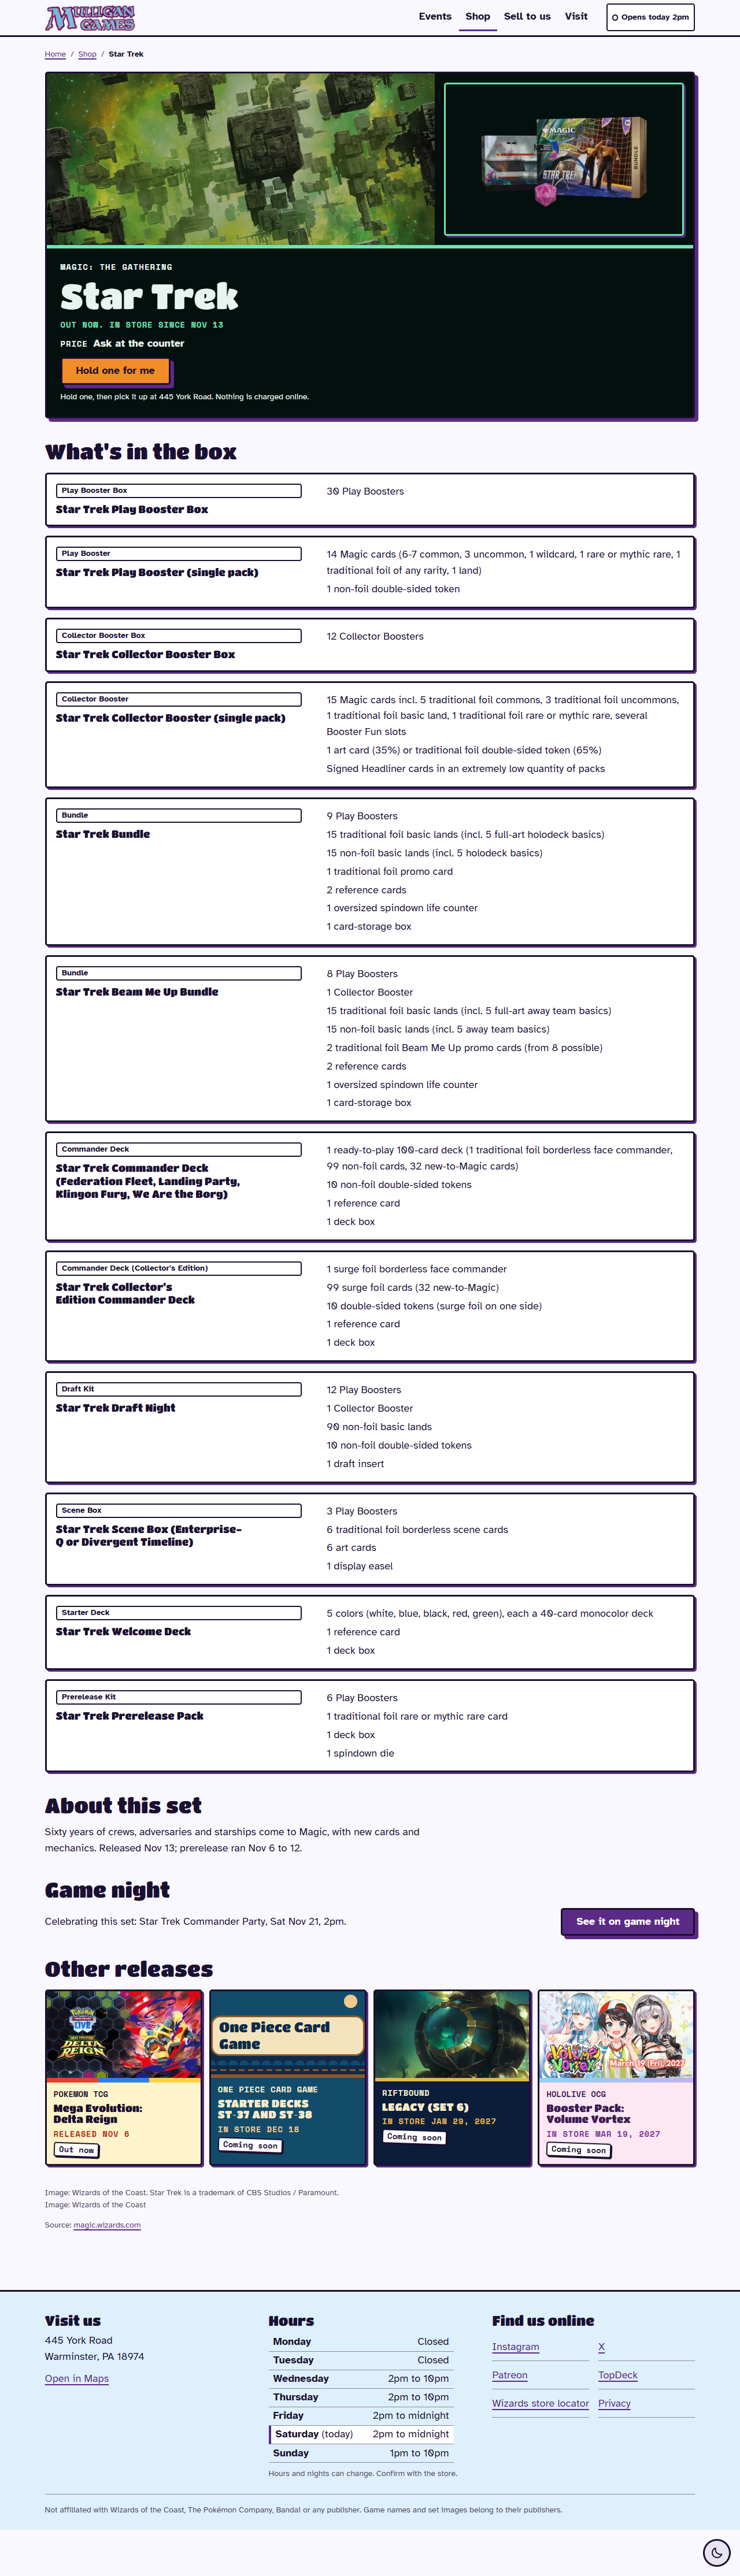 MULLIGAN GAMES
Events
Shop
Sell to us
Visit
Opens today 2pm
Home / Shop / Star Trek
MAGIC
STAR TREK
BUNDLE
MAGIC: THE GATHERING
Star Trek
OUT NOW. IN STORE SINCE NOV 13
PRICE Ask at the counter
Hold one for me
Hold one, then pick it up at 445 York Road. Nothing is charged online.
What's in the box
Play Booster Box
Star Trek Play Booster Box
30 Play Boosters
Play Booster
Star Trek Play Booster (single pack)
14 Magic cards (6-7 common, 3 uncommon, 1 wildcard, 1 rare or mythic rare, 1
traditional foil of any rarity, 1 land)
1 non-foil double-sided token
Collector Booster Box
Star Trek Collector Booster Box
12 Collector Boosters
Collector Booster
Star Trek Collector Booster (single pack)
15 Magic cards incl. 5 traditional foil commons, 3 traditional foil uncommons,
1 traditional foil basic land, 1 traditional foil rare or mythic rare, several
Booster Fun slots
1 art card (35%) or traditional foil double-sided token (65%)
Signed Headliner cards in an extremely low quantity of packs
Bundle
Star Trek Bundle
9 Play Boosters
15 traditional foil basic lands (incl. 5 full-art holodeck basics)
15 non-foil basic lands (incl. 5 holodeck basics)
1 traditional foil promo card
2 reference cards
1 oversized spindown life counter
1 card-storage box
Bundle
Star Trek Beam Me Up Bundle
8 Play Boosters
1 Collector Booster
15 traditional foil basic lands (incl. 5 full-art away team basics)
15 non-foil basic lands (incl. 5 away team basics)
2 traditional foil Beam Me Up promo cards (from 8 possible)
2 reference cards
1 oversized spindown life counter
1 card-storage box
Commander Deck
Star Trek Commander Deck
(Federation Fleet, Landing Party,
Klingon Fury, We Are the Borg)
1 ready-to-play 100-card deck (1 traditional foil borderless face commander,
99 non-foil cards, 32 new-to-Magic cards)
10 non-foil double-sided tokens
1 reference card
1 deck box
Commander Deck (Collector's Edition)
Star Trek Collector's
Edition Commander Deck
1 surge foil borderless face commander
99 surge foil cards (32 new-to-Magic)
10 double-sided tokens (surge foil on one side)
1 reference card
1 deck box
Draft Kit
Star Trek Draft Night
12 Play Boosters
1 Collector Booster
90 non-foil basic lands
10 non-foil double-sided tokens
1 draft insert
Scene Box
Star Trek Scene Box (Enterprise-
Q or Divergent Timeline)
3 Play Boosters
6 traditional foil borderless scene cards
6 art cards
1 display easel
Starter Deck
Star Trek Welcome Deck
5 colors (white, blue, black, red, green), each a 40-card monocolor deck
1 reference card
1 deck box
Prerelease Kit
Star Trek Prerelease Pack
6 Play Boosters
1 traditional foil rare or mythic rare card
1 deck box
1 spindown die
About this set
Sixty years of crews, adversaries and starships come to Magic, with new cards and
mechanics. Released Nov 13; prerelease ran Nov 6 to 12.
Game night
Celebrating this set: Star Trek Commander Party, Sat Nov 21, 2pm.
See it on game night
Other releases
Pokémon
LIVE
DELTA
REIGN
POKEMON TCG
Mega Evolution:
Delta Reign
RELEASED NOV 6
Out now
One Piece Card
Game
ONE PIECE CARD GAME
STARTER DECKS
ST-37 AND ST-38
IN STORE DEC 18
Coming soon
RIFTBOUND
LEGACY (SET 6)
IN STORE JAN 29, 2027
Coming soon
Volume
Vortex
March 19 (Fri), 2027
HOLOLIVE OCG
Booster Pack:
Volume Vortex
IN STORE MAR 19, 2027
Coming soon
Image: Wizards of the Coast. Star Trek is a trademark of CBS Studios / Paramount.
Image: Wizards of the Coast
Source: magic.wizards.com
Visit us
445 York Road
Warminster, PA 18974
Open in Maps
Hours
Monday Closed
Tuesday Closed
Wednesday 2pm to 10pm
Thursday 2pm to 10pm
Friday 2pm to midnight
Saturday (today) 2pm to midnight
Sunday 1pm to 10pm
Hours and nights can change. Confirm with the store.
Find us online
Instagram
X
Patreon
TopDeck
Wizards store locator
Privacy
Not affiliated with Wizards of the Coast, The Pokémon Company, Bandai or any publisher. Game names and set images belong to their publishers.